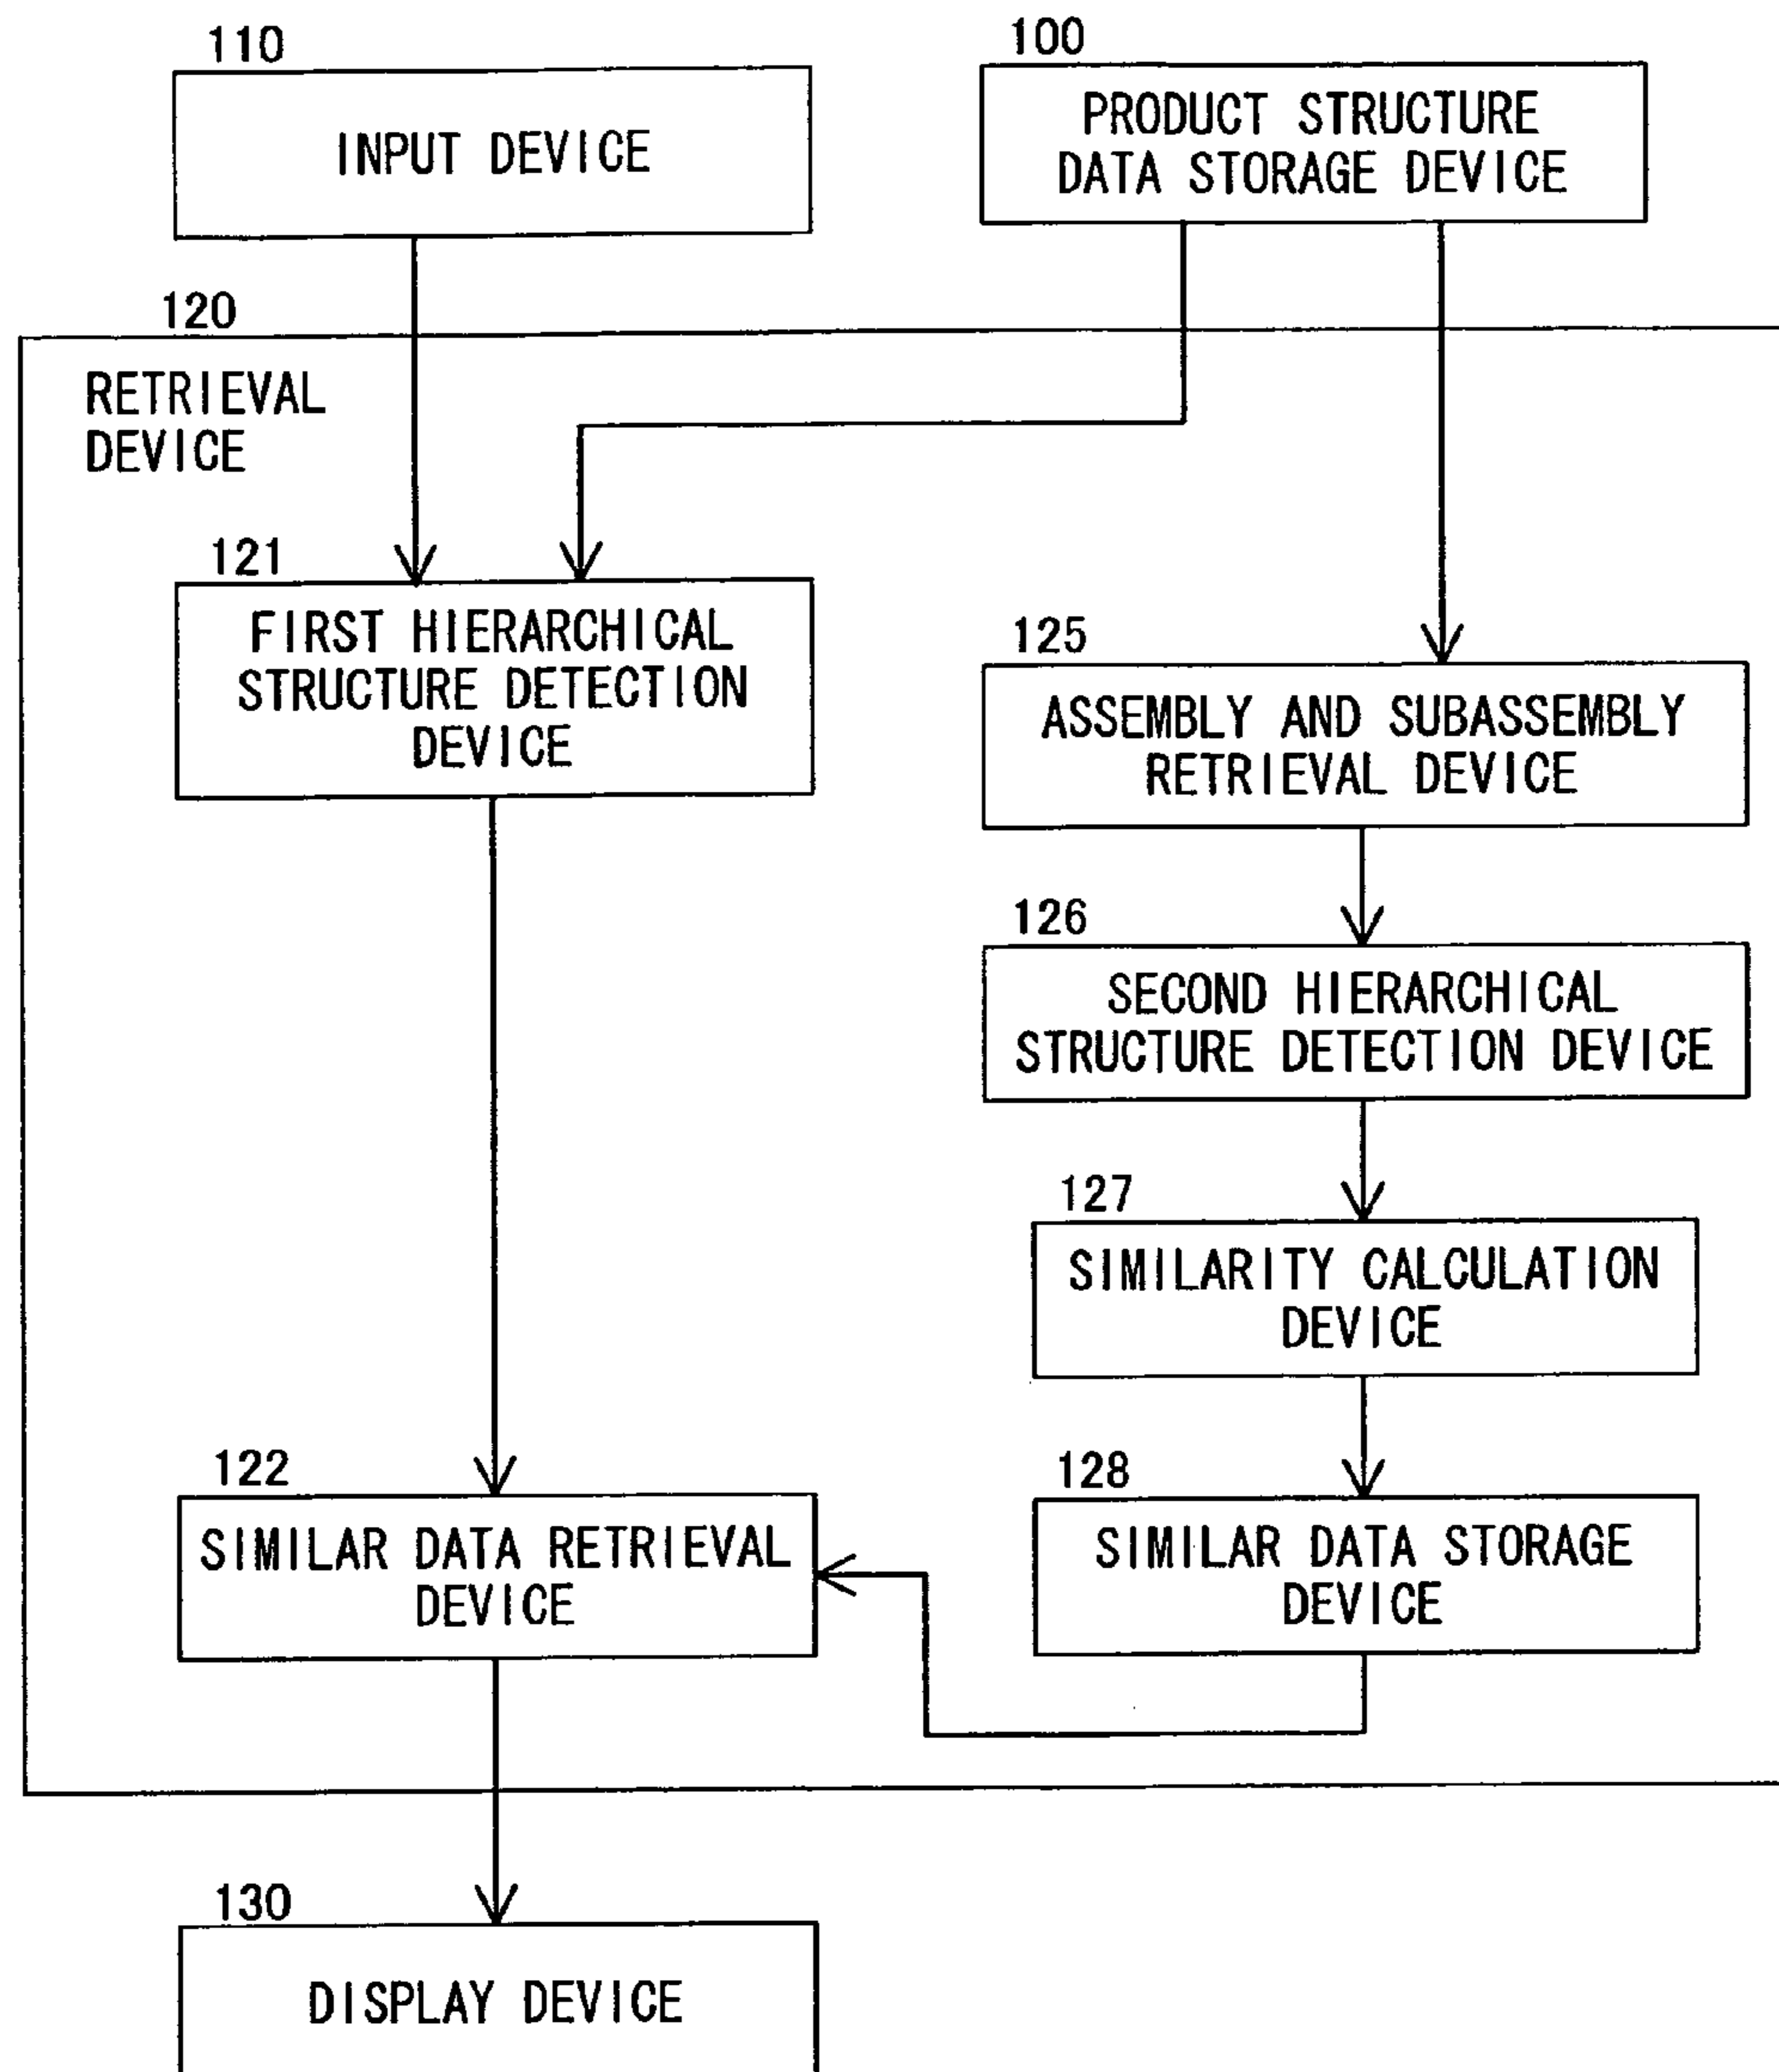 110
INPUT DEVICE
100
PRODUCT STRUCTURE
DATA STORAGE DEVICE
120
RETRIEVAL
DEVICE
121
FIRST HIERARCHICAL
STRUCTURE DETECTION
DEVICE
125
ASSEMBLY AND SUBASSEMBLY
RETRIEVAL DEVICE
126
SECOND HIERARCHICAL
STRUCTURE DETECTION DEVICE
127
SIMILARITY CALCULATION
DEVICE
122
SIMILAR DATA RETRIEVAL
DEVICE
128
SIMILAR DATA STORAGE
DEVICE
130
DISPLAY DEVICE